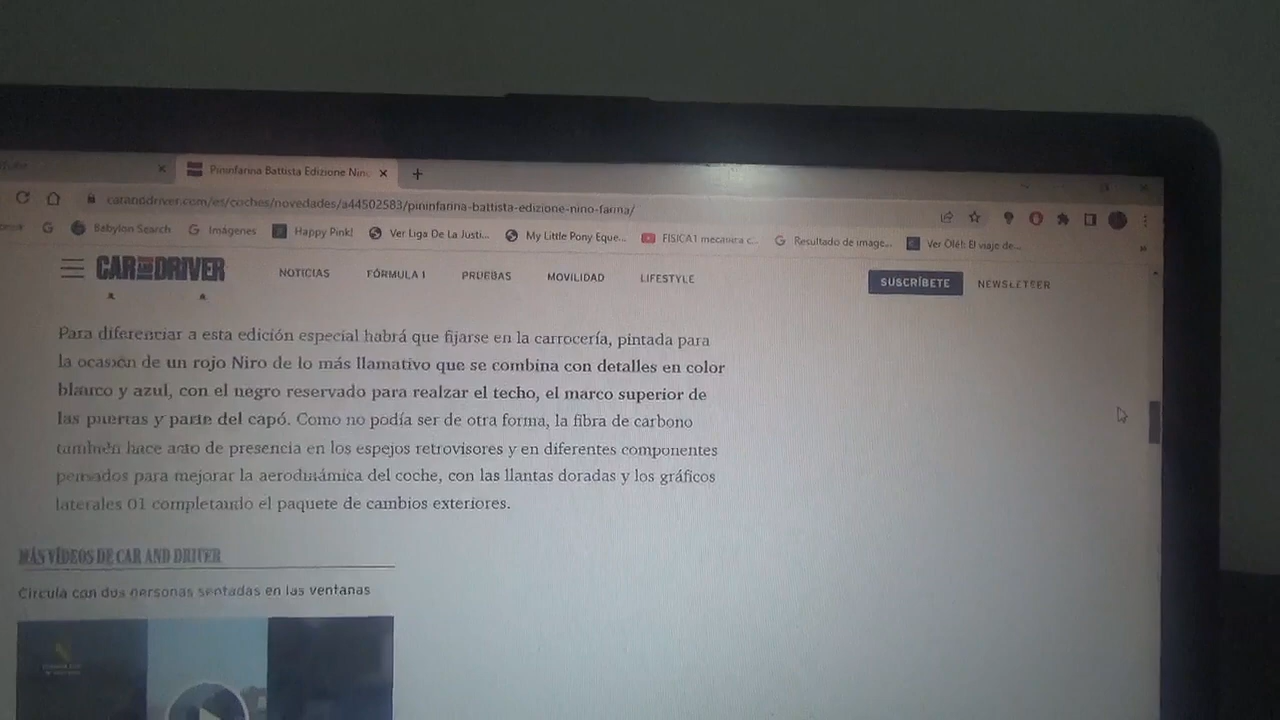 Pininfarina Battista Edizione Nino
carandriver.com/es/coches/novedades/a44502583/pininfarina-battista-edizione-nino-farina/
Babylon Search
Imágenes
Happy Pink!
Ver Liga De La Justi...
My Little Pony Eque...
FISICA1 mecanica c...
Resultado de image...
Ver Olé!: El viaje de...
CAR AND DRIVER
NOTICIAS
FÓRMULA 1
PRUEBAS
MOVILIDAD
LIFESTYLE
SUSCRÍBETE
NEWSLETTER
Para diferenciar a esta edición especial habrá que fijarse en la carrocería, pintada para
la ocasión de un rojo Niro de lo más llamativo que se combina con detalles en color
blanco y azul, con el negro reservado para realzar el techo, el marco superior de
las puertas y parte del capó. Como no podía ser de otra forma, la fibra de carbono
también hace acto de presencia en los espejos retrovisores y en diferentes componentes
pensados para mejorar la aerodinámica del coche, con las llantas doradas y los gráficos
laterales 01 completando el paquete de cambios exteriores.
MÁS VÍDEOS DE CAR AND DRIVER
Circula con dos personas sentadas en las ventanas